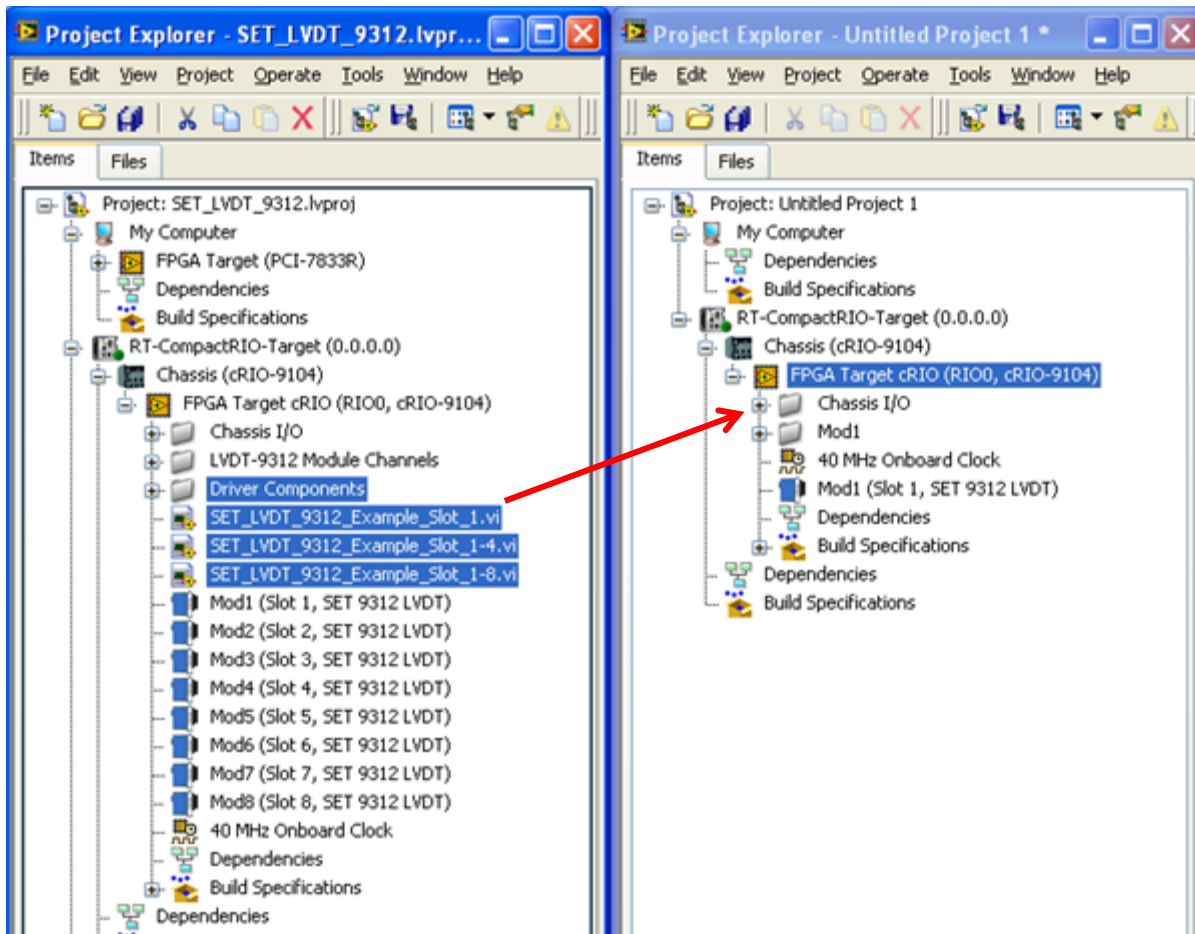 Project Explorer - SET_LVDT_9312.lvpr...
File Edit View Project Operate Tools Window Help
Items Files
Project: SET_LVDT_9312.lvproj
My Computer
FPGA Target (PCI-7833R)
Dependencies
Build Specifications
RT-CompactRIO-Target (0.0.0.0)
Chassis (cRIO-9104)
FPGA Target cRIO (RIO0, cRIO-9104)
Chassis I/O
LVDT-9312 Module Channels
Driver Components
SET_LVDT_9312_Example_Slot_1.vi
SET_LVDT_9312_Example_Slot_1-4.vi
SET_LVDT_9312_Example_Slot_1-8.vi
Mod1 (Slot 1, SET 9312 LVDT)
Mod2 (Slot 2, SET 9312 LVDT)
Mod3 (Slot 3, SET 9312 LVDT)
Mod4 (Slot 4, SET 9312 LVDT)
Mod5 (Slot 5, SET 9312 LVDT)
Mod6 (Slot 6, SET 9312 LVDT)
Mod7 (Slot 7, SET 9312 LVDT)
Mod8 (Slot 8, SET 9312 LVDT)
40 MHz Onboard Clock
Dependencies
Build Specifications
Dependencies
Project Explorer - Untitled Project 1 *
File Edit View Project Operate Tools Window Help
Items Files
Project: Untitled Project 1
My Computer
Dependencies
Build Specifications
RT-CompactRIO-Target (0.0.0.0)
Chassis (cRIO-9104)
FPGA Target cRIO (RIO0, cRIO-9104)
Chassis I/O
Mod1
40 MHz Onboard Clock
Mod1 (Slot 1, SET 9312 LVDT)
Dependencies
Build Specifications
Dependencies
Build Specifications